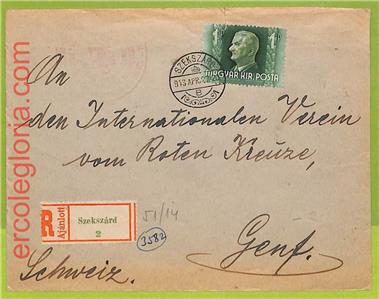 ercolegloria.com
SZEKSZÁRD
B
1
MAGYAR KIR. POSTA
An
den Internationalen Verein
vom Roten Kreuze,
R
Ajánlott
Szekszárd
2
51/14
3582
Genf.
Schweiz.